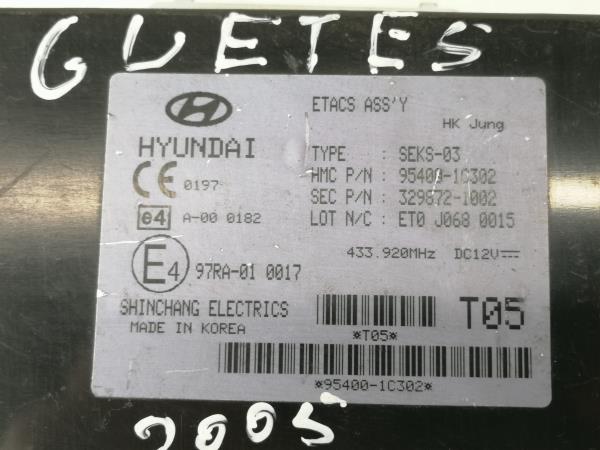 GUETES
ETACS ASS'Y
HK Jung
HYUNDAI
TYPE : SEKS-03
HMC P/N : 95400-1C302
SEC P/N : 329872-1002
LOT N/C : ET0 J068 0015
CE 0197
e4 A-00 0182
433.920MHz DC12V
E4 97RA-01 0017
SHINCHANG ELECTRICS
MADE IN KOREA
*T05*
T05
*95400-1C302*
2005